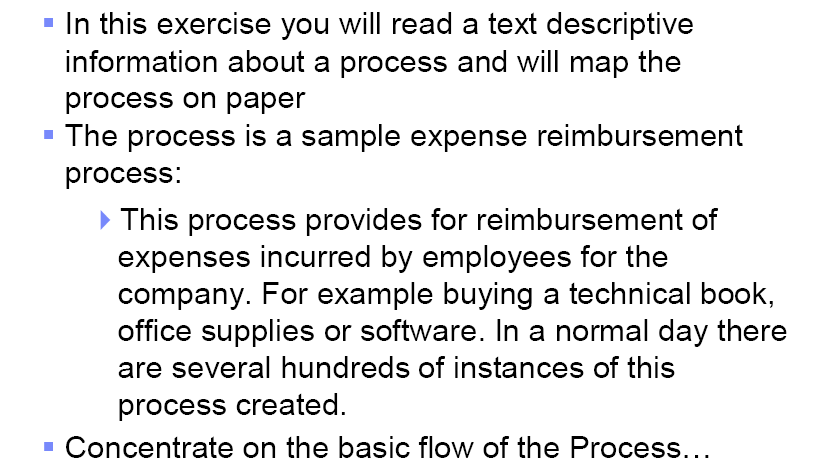 In this exercise you will read a text descriptive
information about a process and will map the
process on paper
The process is a sample expense reimbursement
process:
This process provides for reimbursement of
expenses incurred by employees for the
company. For example buying a technical book,
office supplies or software. In a normal day there
are several hundreds of instances of this
process created.
Concentrate on the basic flow of the Process…